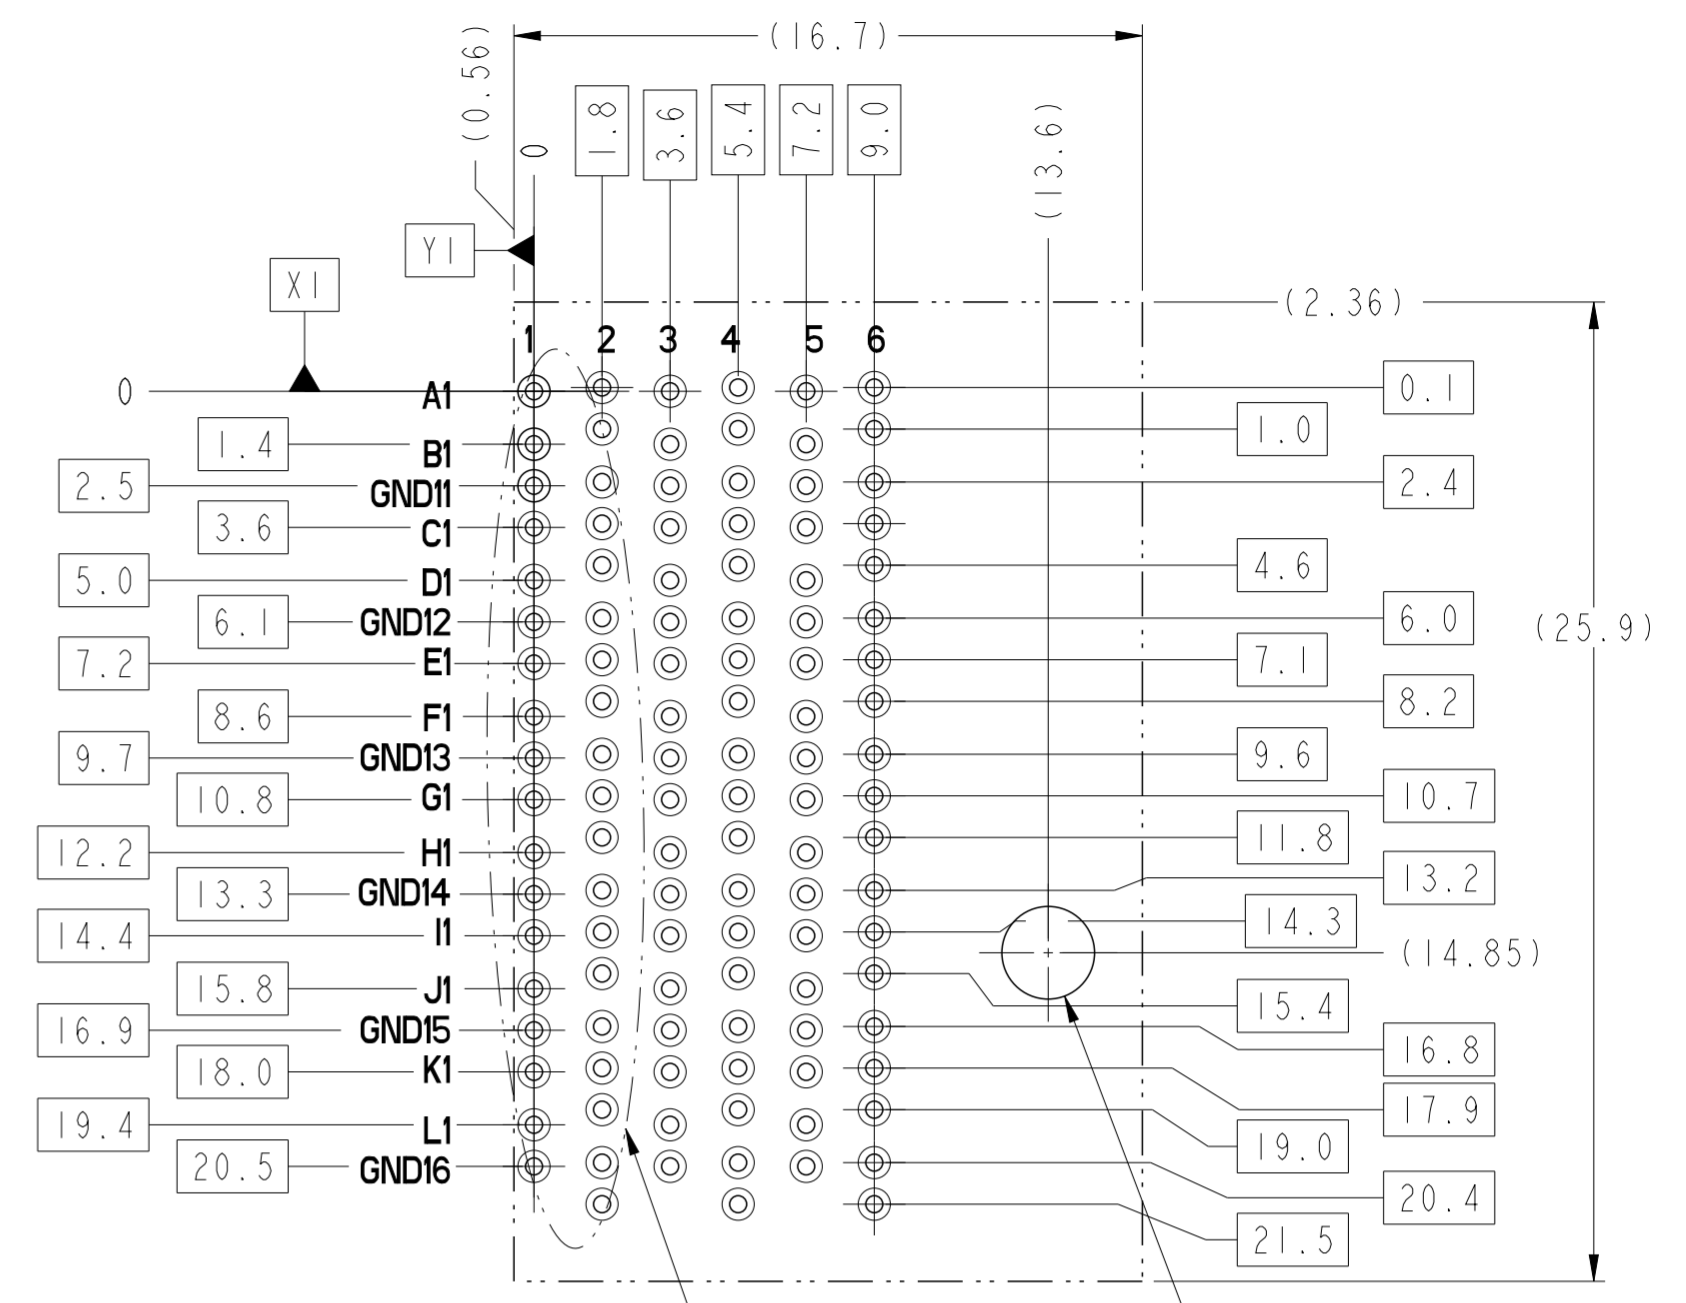 (16.7)
(0.56)
0
1.8
3.6
5.4
7.2
9.0
(13.6)
Y1
X1
(2.36)
1 2 3 4 5 6
0 A1 0.1
1.4 B1 1.0
2.5 GND11 2.4
3.6 C1
5.0 D1 4.6
6.1 GND12 6.0
(25.9)
7.2 E1 7.1
8.6 F1 8.2
9.7 GND13 9.6
10.8 G1 10.7
12.2 H1 11.8
13.3 GND14 13.2
14.4 I1 14.3
(14.85)
15.8 J1 15.4
16.9 GND15 16.8
18.0 K1 17.9
19.4 L1 19.0
20.5 GND16 20.4
21.5